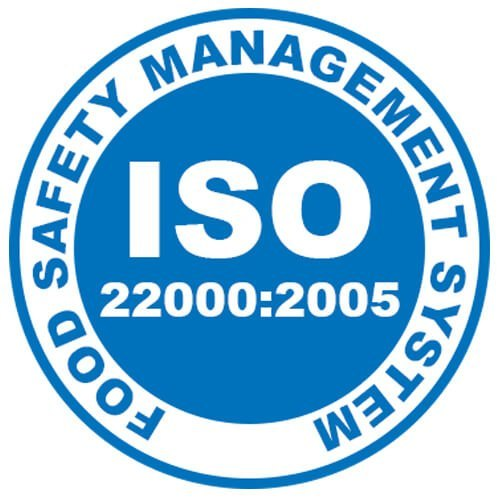 FOOD SAFETY MANAGEMENT SYSTEM
ISO
22000:2005